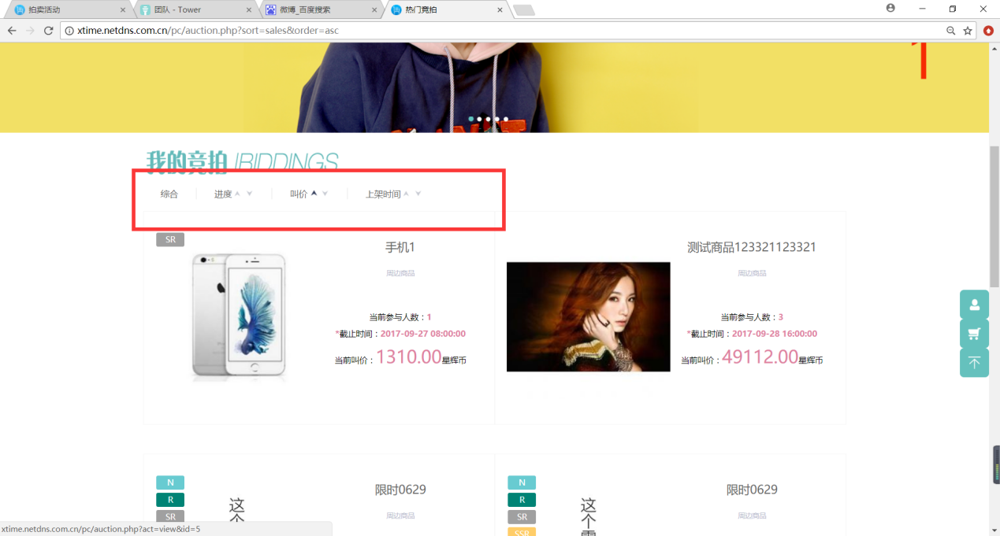 拍卖活动
团队 - Tower
微博_百度搜索
热门竞拍
xtime.netdns.com.cn/pc/auction.php?sort=sales&order=asc
1
我的竞拍 IBIDDINGS
综合 进度 叫价 上架时间
SR
手机1
周边商品
当前参与人数：1
*截止时间：2017-09-27 08:00:00
当前叫价：1310.00星辉币
测试商品123321123321
周边商品
当前参与人数：3
*截止时间：2017-09-28 16:00:00
当前叫价：49112.00星辉币
N
R
SR
这
个
限时0629
周边商品
N
R
SR
SSR
这
个
需
限时0629
周边商品
xtime.netdns.com.cn/pc/auction.php?act=view&id=5